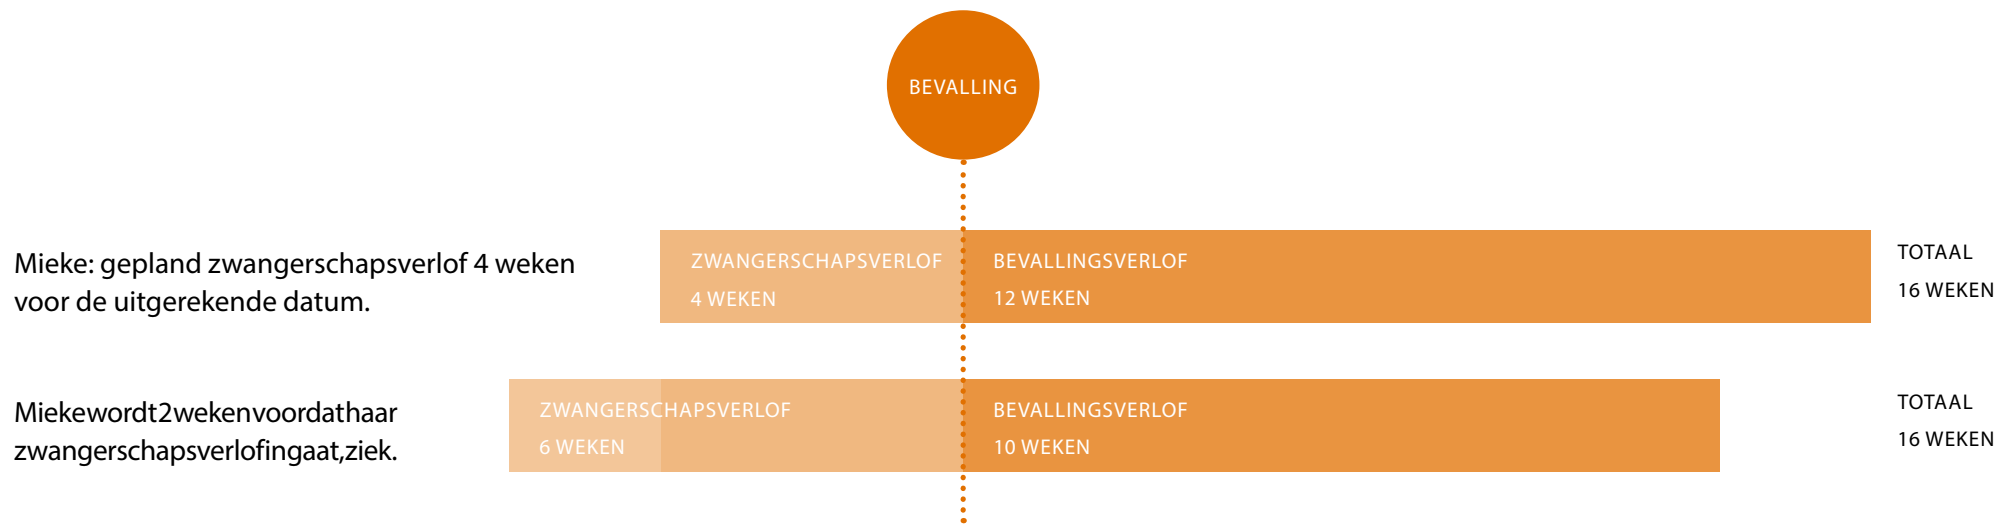 BEVALLING
Mieke: gepland zwangerschapsverlof 4 weken
voor de uitgerekende datum.
ZWANGERSCHAPSVERLOF
4 WEKEN
BEVALLINGSVERLOF
12 WEKEN
TOTAAL
16 WEKEN
Miekewordt2wekenvoordathaar
zwangerschapsverlofingaat,ziek.
ZWANGERSCHAPSVERLOF
6 WEKEN
BEVALLINGSVERLOF
10 WEKEN
TOTAAL
16 WEKEN